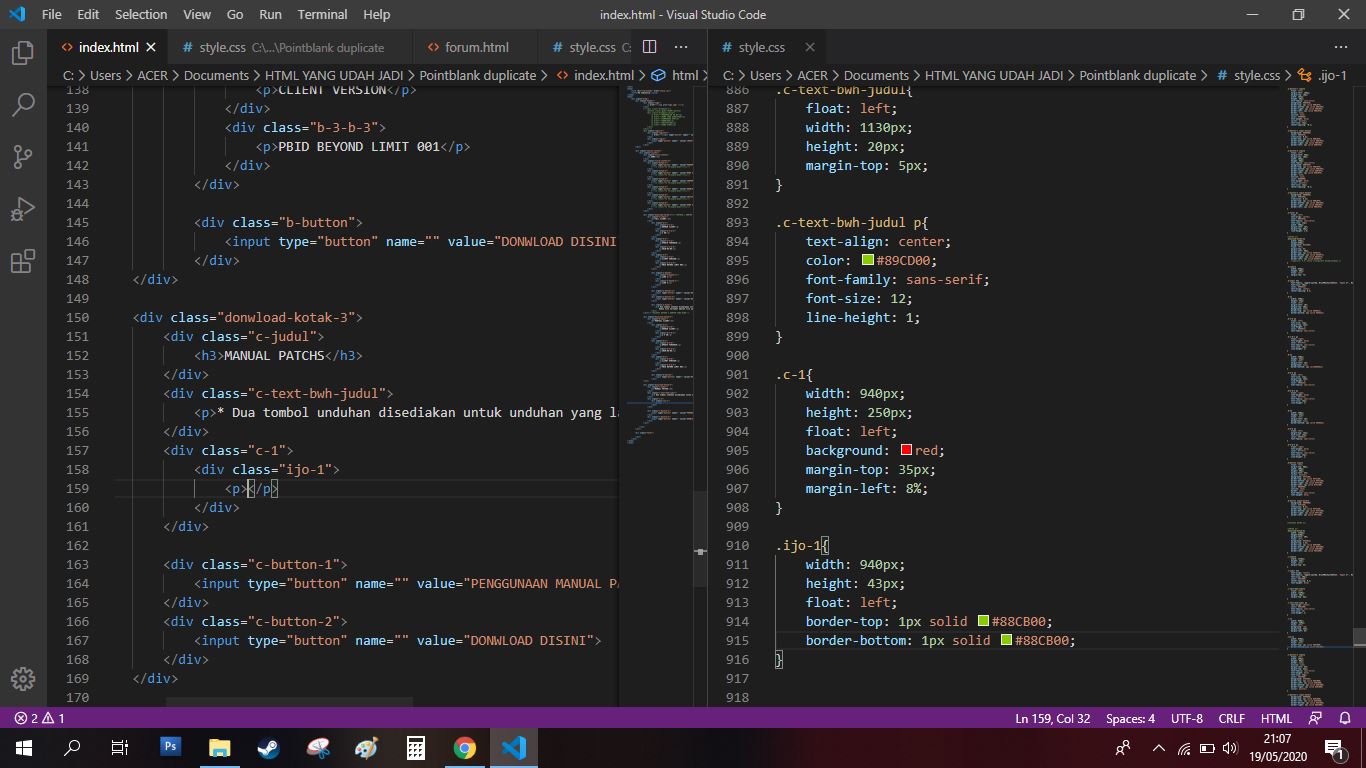 File Edit Selection View Go Run Terminal Help index.html - Visual Studio Code
index.html style.css C:\...\Pointblank duplicate forum.html style.css C: ... style.css ...
C: > Users > ACER > Documents > HTML YANG UDAH JADI > Pointblank duplicate > index.html > html >
138 <p>CLIENT VERSION</p>
139 </div>
140 <div class="b-3-b-3">
141 <p>PBID BEYOND LIMIT 001</p>
142 </div>
143 </div>
144
145 <div class="b-button">
146 <input type="button" name="" value="DONWLOAD DISINI"
147 </div>
148 </div>
149
150 <div class="donwload-kotak-3">
151 <div class="c-judul">
152 <h3>MANUAL PATCHS</h3>
153 </div>
154 <div class="c-text-bwh-judul">
155 <p>* Dua tombol unduhan disediakan untuk unduhan yang la
156 </div>
157 <div class="c-1">
158 <div class="ijo-1">
159 <p></p>
160 </div>
161 </div>
162
163 <div class="c-button-1">
164 <input type="button" name="" value="PENGGUNAAN MANUAL PA
165 </div>
166 <div class="c-button-2">
167 <input type="button" name="" value="DONWLOAD DISINI">
168 </div>
169 </div>
170
C: > Users > ACER > Documents > HTML YANG UDAH JADI > Pointblank duplicate > style.css > .ijo-1
886 .c-text-bwh-judul{
887 float: left;
888 width: 1130px;
889 height: 20px;
890 margin-top: 5px;
891 }
892
893 .c-text-bwh-judul p{
894 text-align: center;
895 color: #89CD00;
896 font-family: sans-serif;
897 font-size: 12;
898 line-height: 1;
899 }
900
901 .c-1{
902 width: 940px;
903 height: 250px;
904 float: left;
905 background: red;
906 margin-top: 35px;
907 margin-left: 8%;
908 }
909
910 .ijo-1{
911 width: 940px;
912 height: 43px;
913 float: left;
914 border-top: 1px solid #88CB00;
915 border-bottom: 1px solid #88CB00;
916 }
917
918
2 1 Ln 159, Col 32 Spaces: 4 UTF-8 CRLF HTML
Ps 21:07
19/05/2020 1